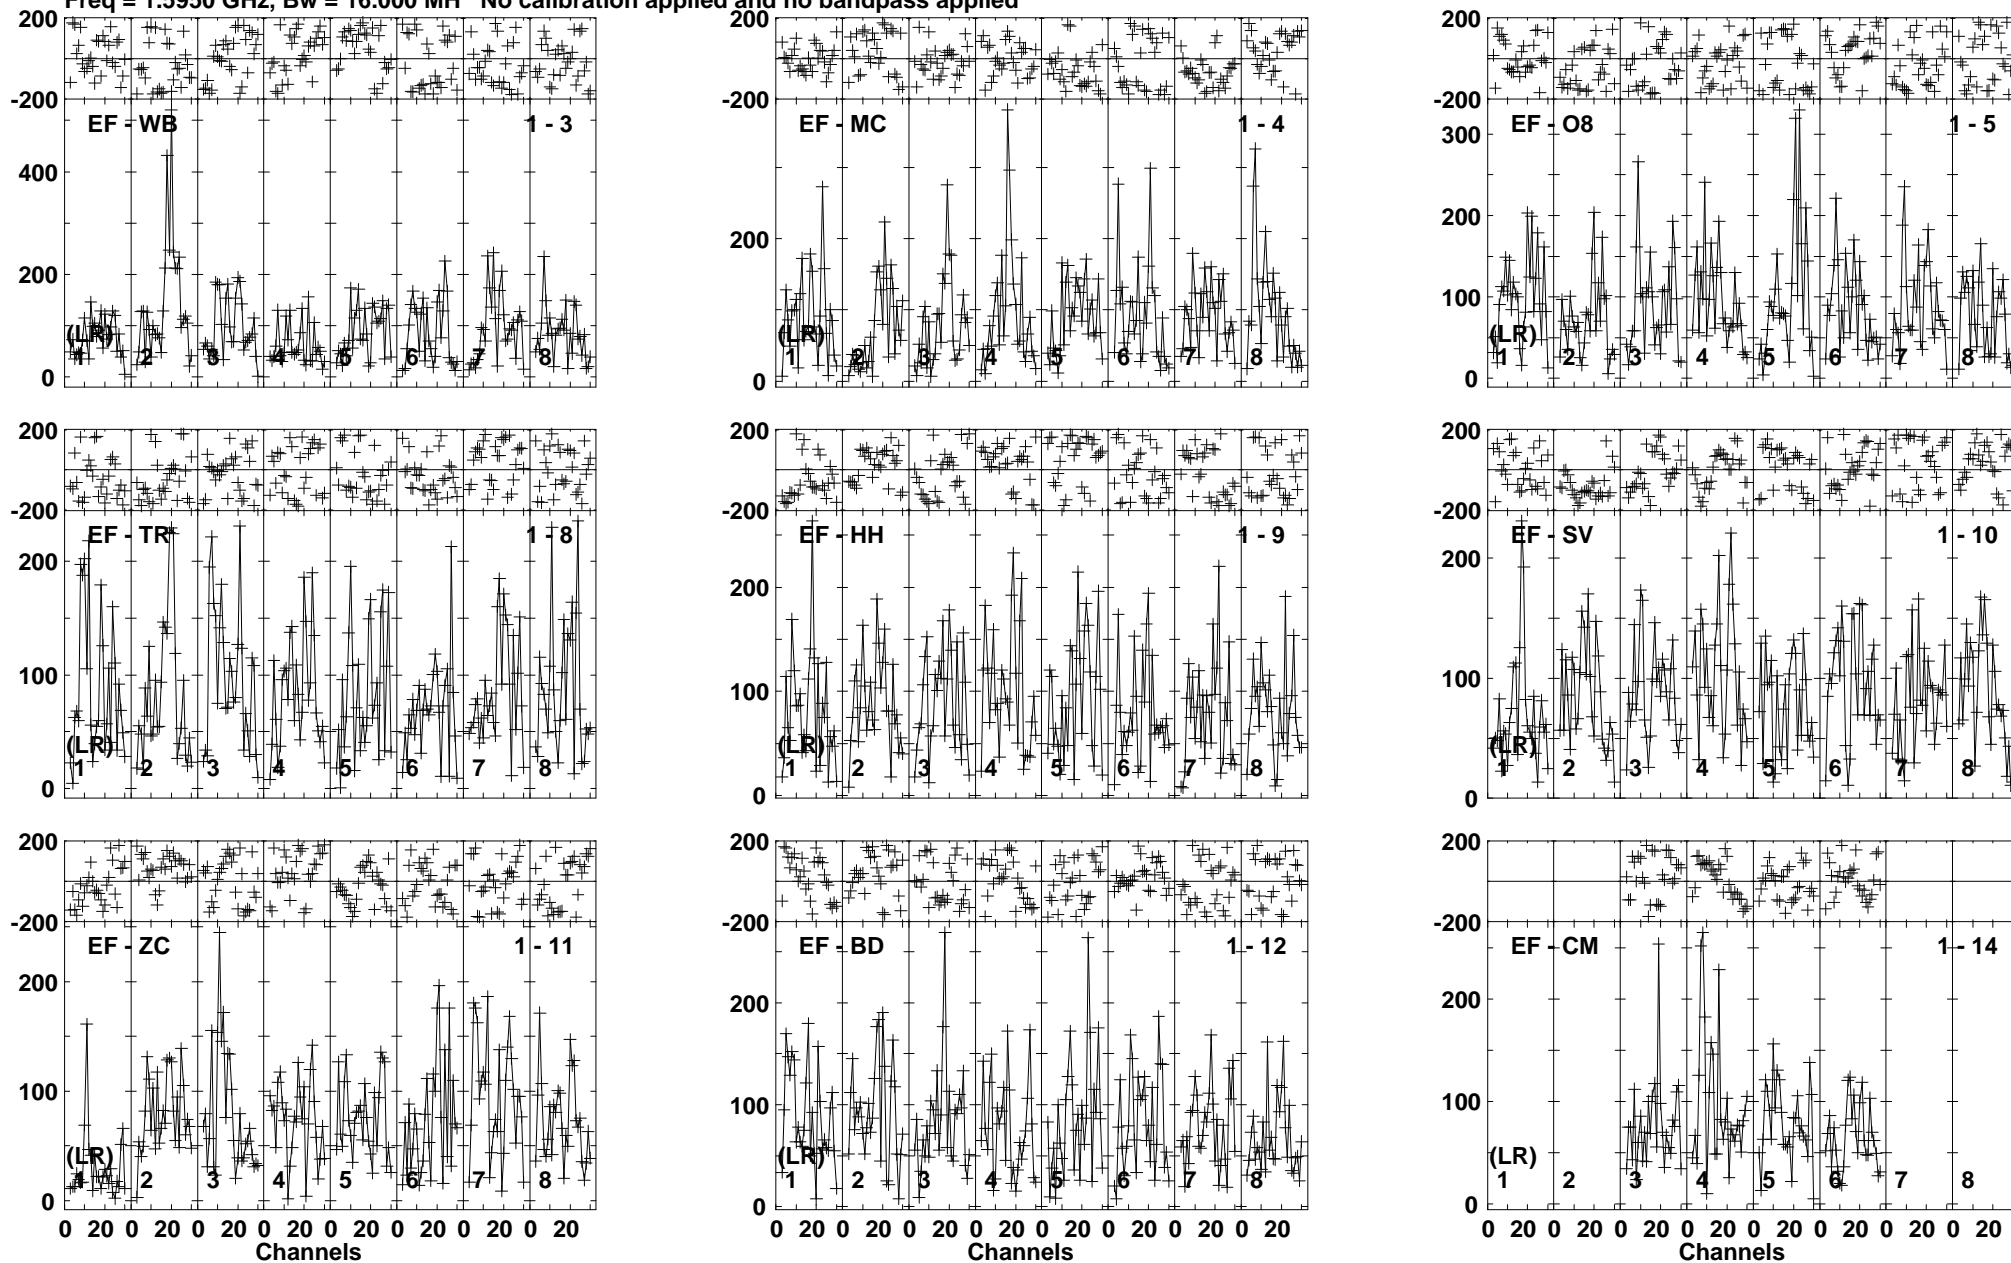 Freq = 1.5950 GHz, Bw = 16.000 MH No calibration applied and no bandpass applied
200 200 200
-200 -200 -200
EF - WB 1 - 3 EF - MC 1 - 4 EF - O8 1 - 5
300
400
200 200
200
100
(LR) (LR) (LR)
1 2 3 4 5 6 7 8 1 2 3 4 5 6 7 8 1 2 3 4 5 6 7 8
0 0 0
200 200 200
-200 -200 -200
EF - TR 1 - 8 EF - HH 1 - 9 EF - SV 1 - 10
200 200 200
100 100 100
(LR) (LR) (LR)
1 2 3 4 5 6 7 8 1 2 3 4 5 6 7 8 1 2 3 4 5 6 7 8
0 0 0
200 200 200
-200 -200 -200
EF - ZC 1 - 11 EF - BD 1 - 12 EF - CM 1 - 14
200 200 200
100 100 100
(LR) (LR) (LR)
1 2 3 4 5 6 7 8 1 2 3 4 5 6 7 8 1 2 3 4 5 6 7 8
0 0 0
0 20 0 20 0 20 0 20 0 20 0 20 0 20 0 20 0 20 0 20 0 20 0 20 0 20 0 20 0 20 0 20 0 20 0 20 0 20 0 20 0 20 0 20 0 20 0 20
Channels Channels Channels